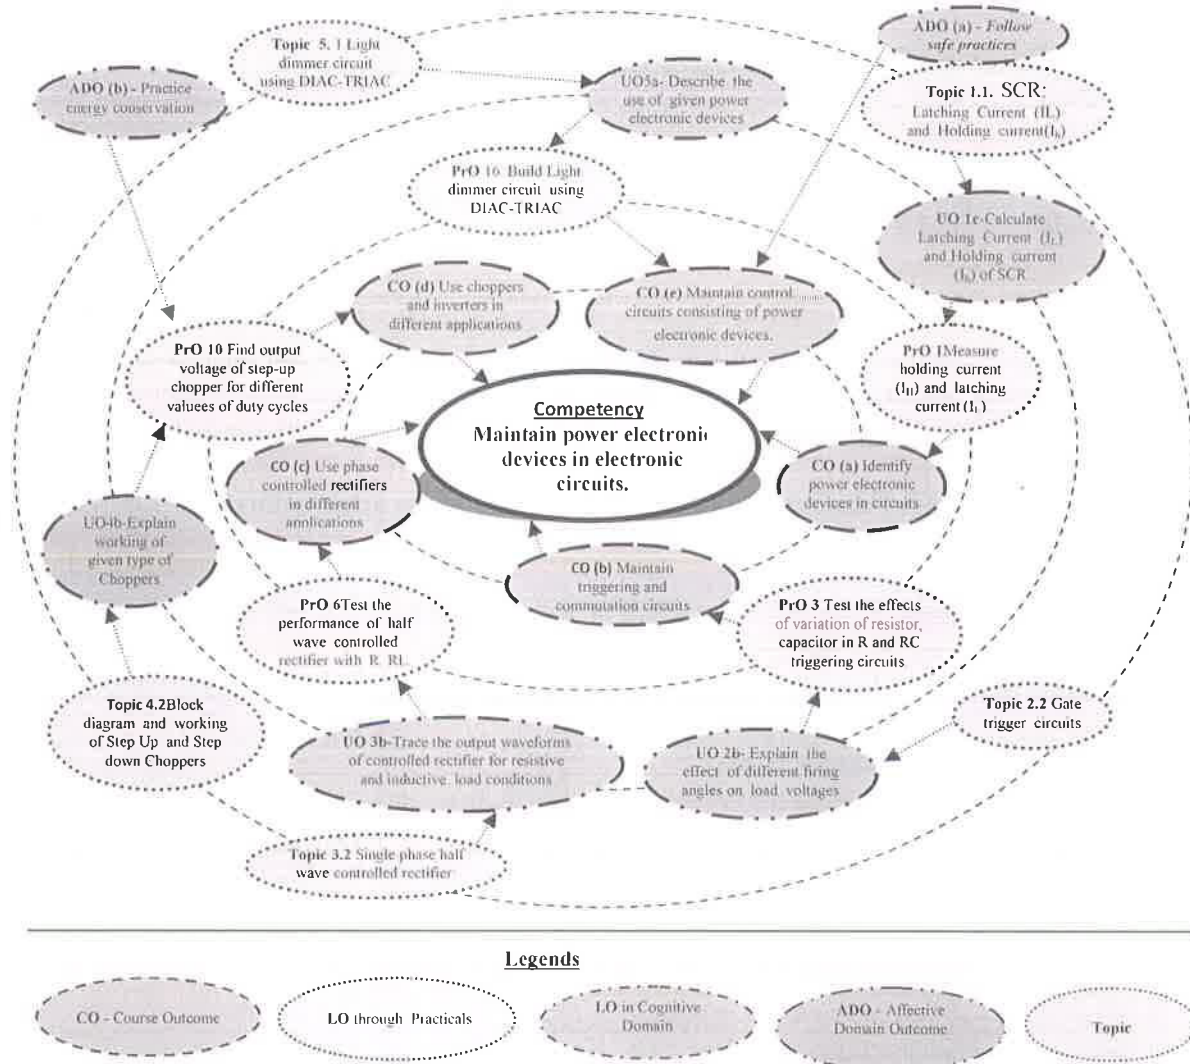 Topic 5. 1 Light
dimmer circuit
using DIAC-TRIAC
ADO (a) - Follow
safe practices
ADO (b) - Practice
energy conservation
UO5a- Describe the
use of given power
electronic devices
Topic 1.1. SCR:
Latching Current (IL)
and Holding current(Ih)
PrO 16 Build Light
dimmer circuit using
DIAC-TRIAC
UO 1c-Calculate
Latching Current (IL)
and Holding current
(Ih) of SCR
CO (d) Use choppers
and inverters in
different applications
CO (e) Maintain control
circuits consisting of power
electronic devices.
PrO 10 Find output
voltage of step-up
chopper for different
valuees of duty cycles
PrO 1Measure
holding current
(IH) and latching
current (IL)
Competency
Maintain power electronic
devices in electronic
circuits.
CO (c) Use phase
controlled rectifiers
in different
applications
CO (a) Identify
power electronic
devices in circuits
UO4b-Explain
working of
given type of
Choppers
CO (b) Maintain
triggering and
commutation circuits
PrO 6Test the
performance of half
wave controlled
rectifier with R, RL
PrO 3 Test the effects
of variation of resistor,
capacitor in R and RC
triggering circuits
Topic 4.2Block
diagram and working
of Step Up and Step
down Choppers
Topic 2.2 Gate
trigger circuits
UO 3b-Trace the output waveforms
of controlled rectifier for resistive
and inductive load conditions
UO 2b- Explain the
effect of different firing
angles on load voltages
Topic 3.2 Single phase half
wave controlled rectifier
Legends
CO - Course Outcome
LO through Practicals
LO in Cognitive
Domain
ADO - Affective
Domain Outcome
Topic